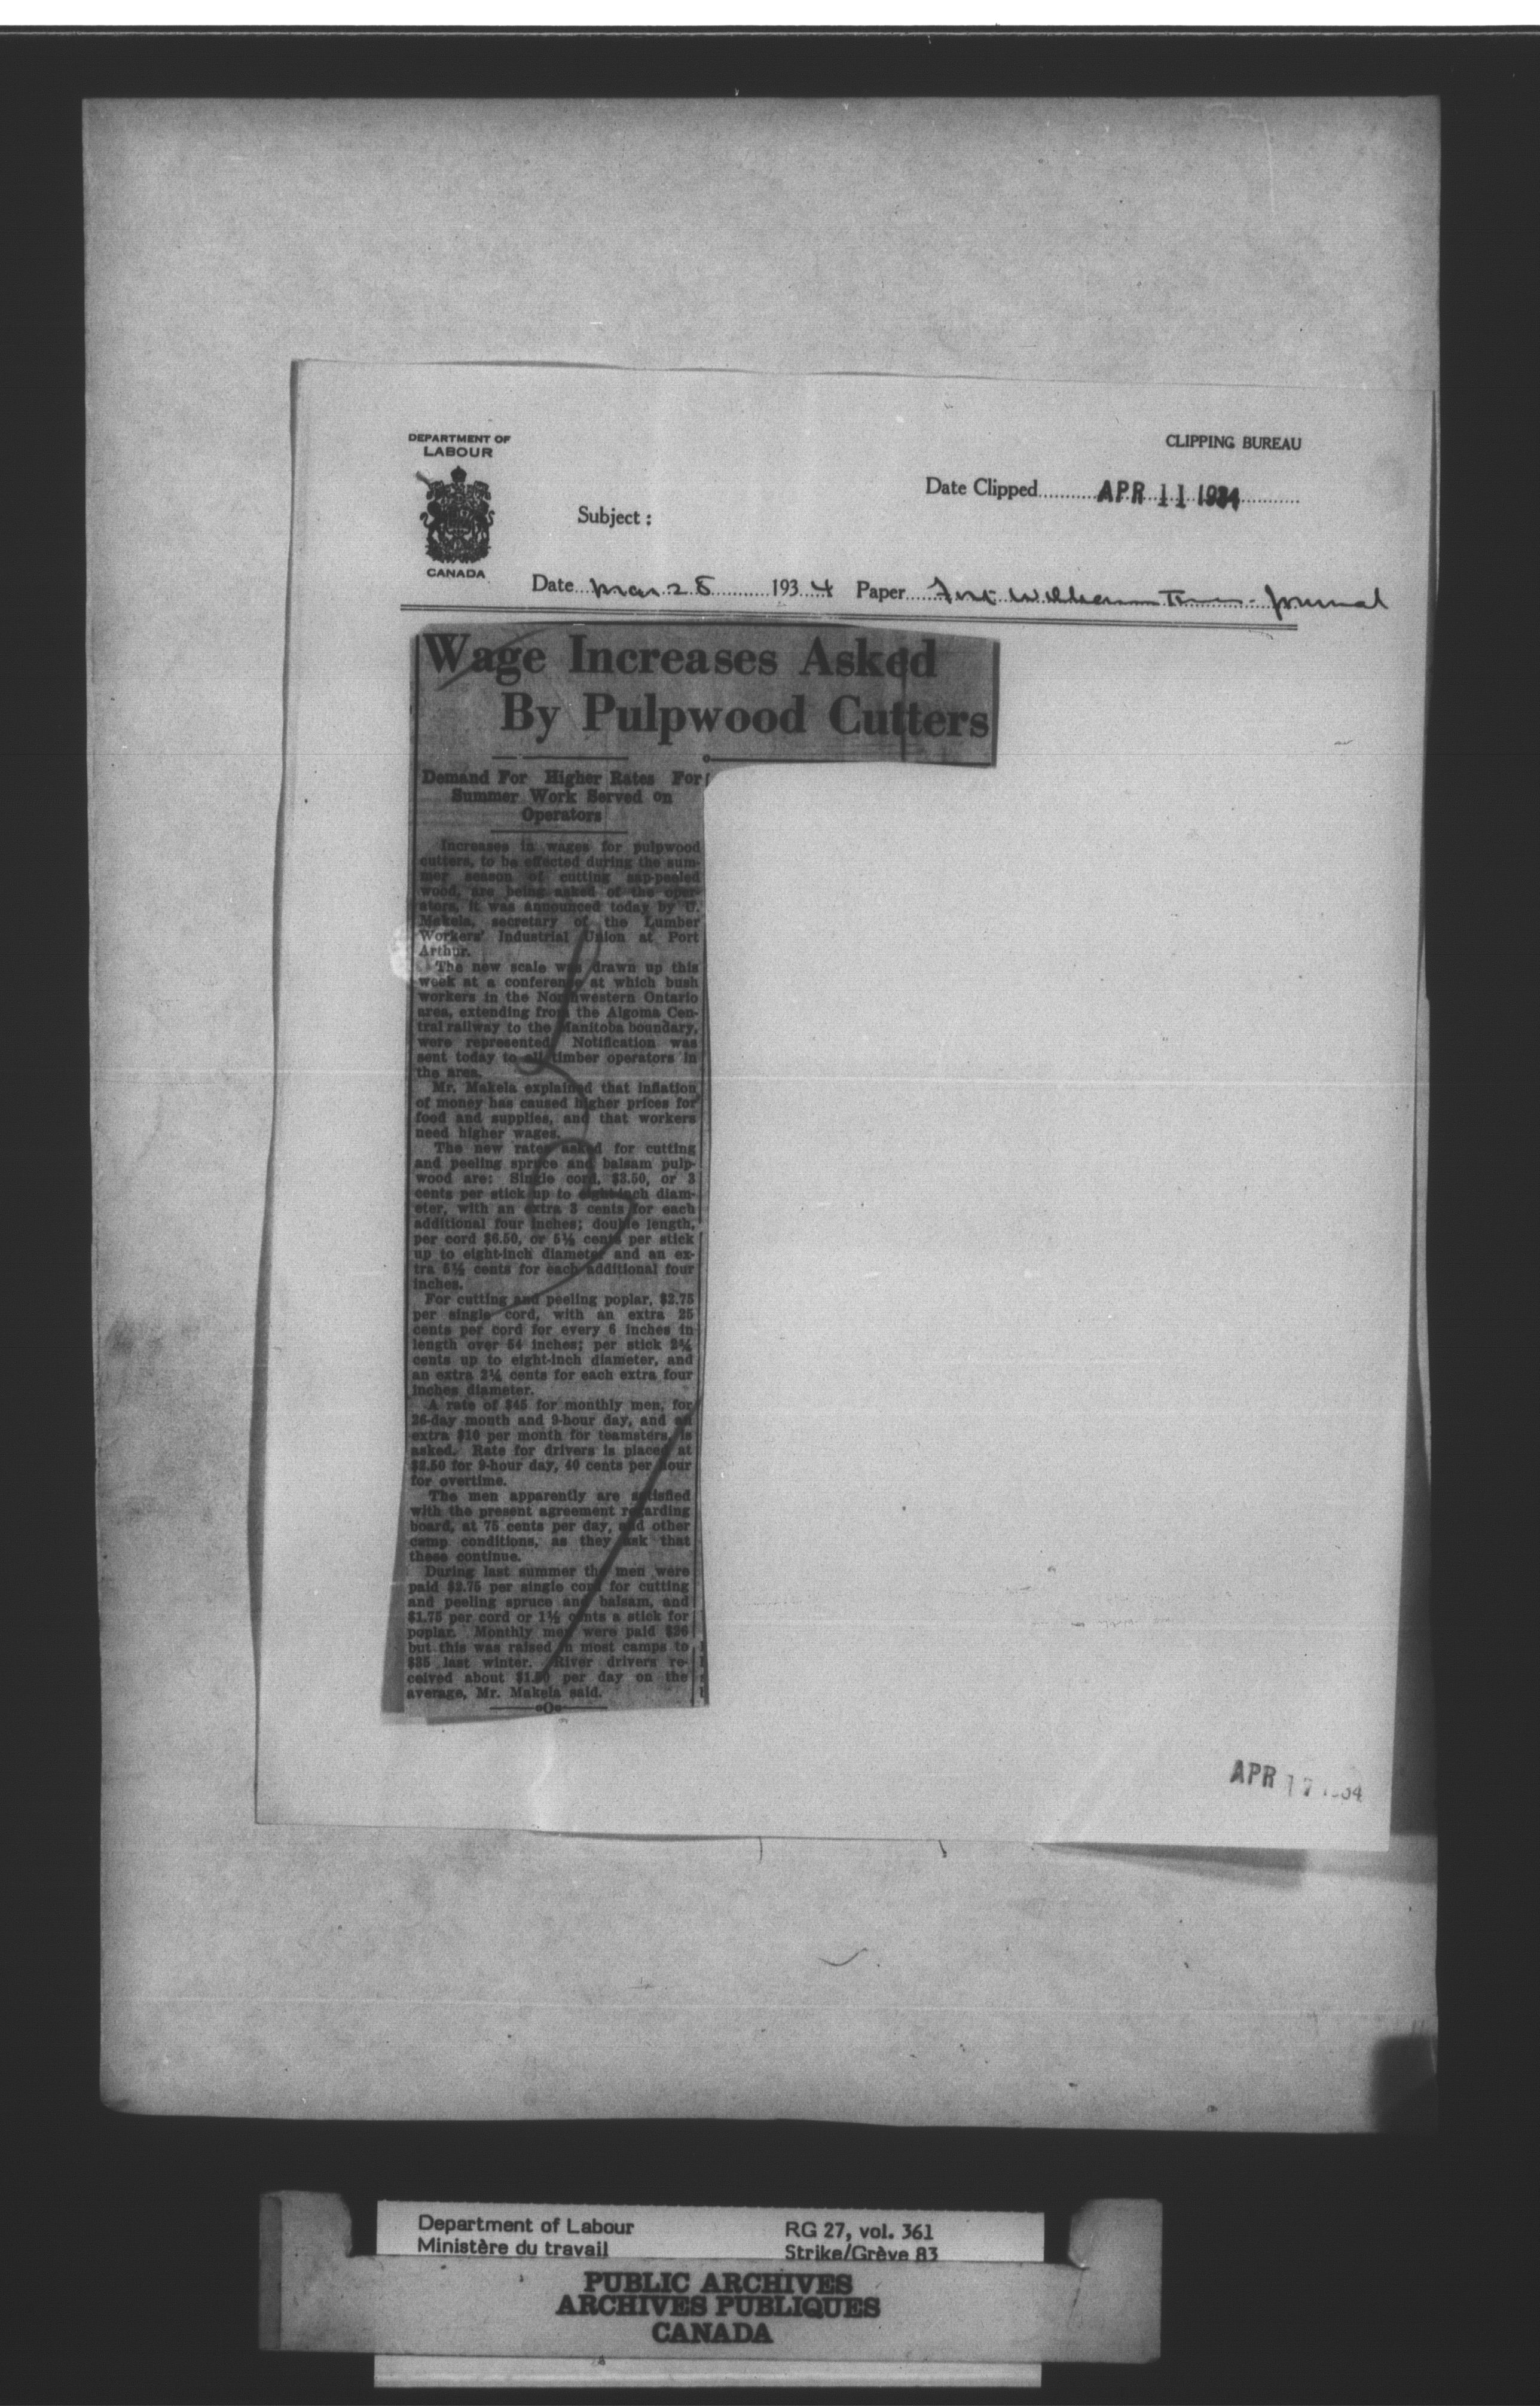 DEPARTMENT OF
LABOUR
CANADA
CLIPPING BUREAU
Date Clipped APR 11 1934
Subject:
Date Mar 28 1934 Paper Fort William Times-Journal
Wage Increases Asked
By Pulpwood Cutters
Demand For Higher Rates For
Summer Work Served on
Operators
Increases in wages for pulpwood
cutters, to be effected during the sum-
mer season of cutting sap-peeled
wood, are being asked of the oper-
ators, it was announced today by U.
Makela, secretary of the Lumber
Workers' Industrial Union at Port
Arthur.
The new scale was drawn up this
week at a conference at which bush
workers in the Northwestern Ontario
area, extending from the Algoma Cen-
tral railway to the Manitoba boundary,
were represented. Notification was
sent today to all timber operators in
the area.
Mr. Makela explained that inflation
of money has caused higher prices for
food and supplies, and that workers
need higher wages.
The new rates asked for cutting
and peeling spruce and balsam pulp-
wood are: Single cord, $3.50, or 3
cents per stick up to eight-inch diam-
eter, with an extra 3 cents for each
additional four inches; double length,
per cord $6.50, or 5½ cents per stick
up to eight-inch diameter and an ex-
tra 5½ cents for each additional four
inches.
For cutting and peeling poplar, $2.75
per single cord, with an extra 25
cents per cord for every 6 inches in
length over 54 inches; per stick 2¼
cents up to eight-inch diameter, and
an extra 2¼ cents for each extra four
inches diameter.
A rate of $45 for monthly men, for
26-day month and 9-hour day, and an
extra $10 per month for teamsters, is
asked. Rate for drivers is placed at
$2.50 for 9-hour day, 40 cents per hour
for overtime.
The men apparently are satisfied
with the present agreement regarding
board, at 75 cents per day, and other
camp conditions, as they ask that
these continue.
During last summer the men were
paid $2.75 per single cord for cutting
and peeling spruce and balsam, and
$1.75 per cord or 1½ cents a stick for
poplar. Monthly men were paid $26
but this was raised in most camps to
$35 last winter. River drivers re-
ceived about per day on the
average, Mr. Makela said.
APR 17 1934
Department of Labour
Ministère du travail
RG 27, vol. 361
Strike/Grève 83
PUBLIC ARCHIVES
ARCHIVES PUBLIQUES
CANADA